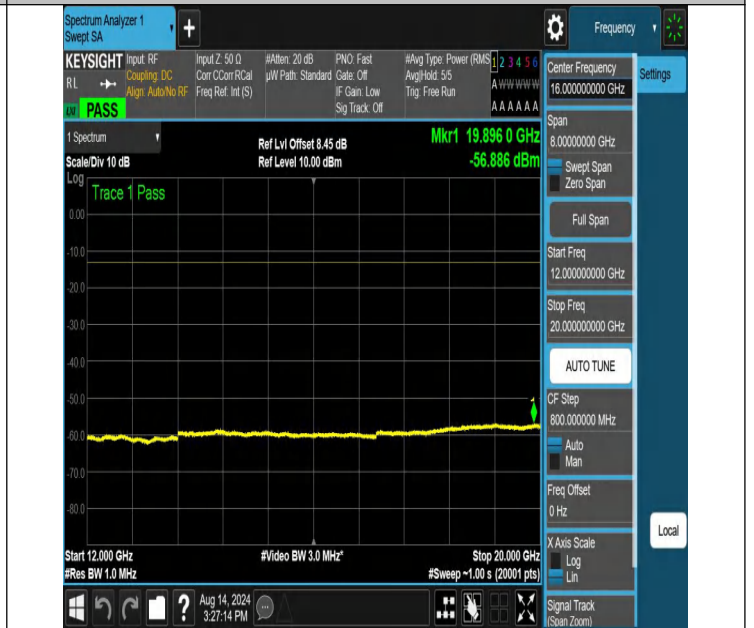 Spectrum Analyzer 1
Swept SA
Frequency
KEYSIGHT
RL
PASS
Input: RF
Coupling: DC
Align: Auto/No RF
Input Z: 50 Ω
Corr CCorr RCal
Freq Ref: Int (S)
#Atten: 20 dB
µW Path: Standard
PNO: Fast
Gate: Off
IF Gain: Low
Sig Track: Off
#Avg Type: Power (RMS
Avg|Hold: 5/5
Trig: Free Run
1 2 3 4 5 6
A W W W W W
A A A A A A
1 Spectrum
Scale/Div 10 dB
Ref Lvl Offset 8.45 dB
Ref Level 10.00 dBm
Mkr1 19.896 0 GHz
-56.886 dBm
Log
Trace 1 Pass
0.00
-10.0
-20.0
-30.0
-40.0
-50.0
-60.0
-70.0
-80.0
1
Start 12.000 GHz
#Res BW 1.0 MHz
#Video BW 3.0 MHz*
Stop 20.000 GHz
#Sweep ~1.00 s (20001 pts)
Aug 14, 2024
3:27:14 PM
Center Frequency
16.000000000 GHz
Span
8.00000000 GHz
Swept Span
Zero Span
Full Span
Start Freq
12.000000000 GHz
Stop Freq
20.000000000 GHz
AUTO TUNE
CF Step
800.000000 MHz
Auto
Man
Freq Offset
0 Hz
X Axis Scale
Log
Lin
Signal Track
(Span Zoom)
Settings
Local